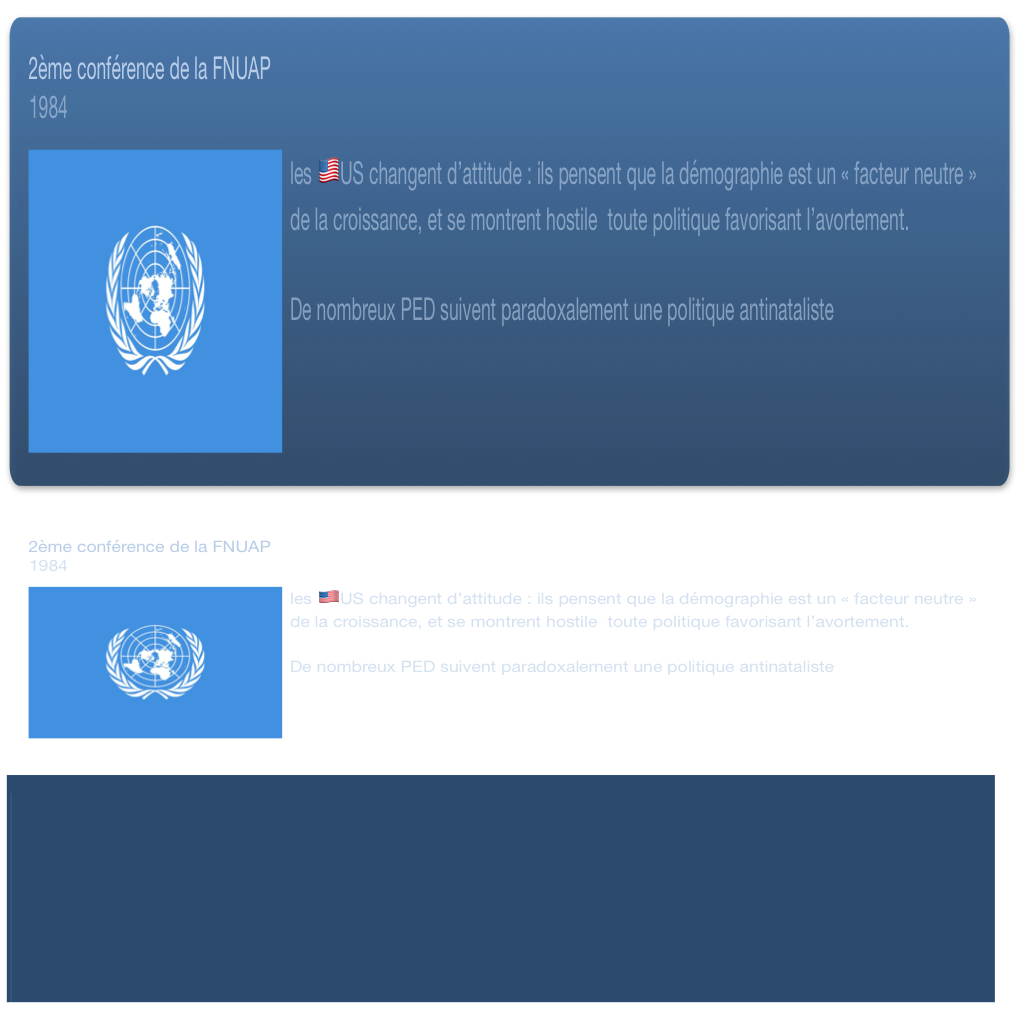 2ème conférence de la FNUAP
1984
les 🇺🇸US changent d’attitude : ils pensent que la démographie est un « facteur neutre »
de la croissance, et se montrent hostile  toute politique favorisant l’avortement.
De nombreux PED suivent paradoxalement une politique antinataliste
2ème conférence de la FNUAP
1984
les 🇺🇸US changent d’attitude : ils pensent que la démographie est un « facteur neutre »
de la croissance, et se montrent hostile  toute politique favorisant l’avortement.
De nombreux PED suivent paradoxalement une politique antinataliste